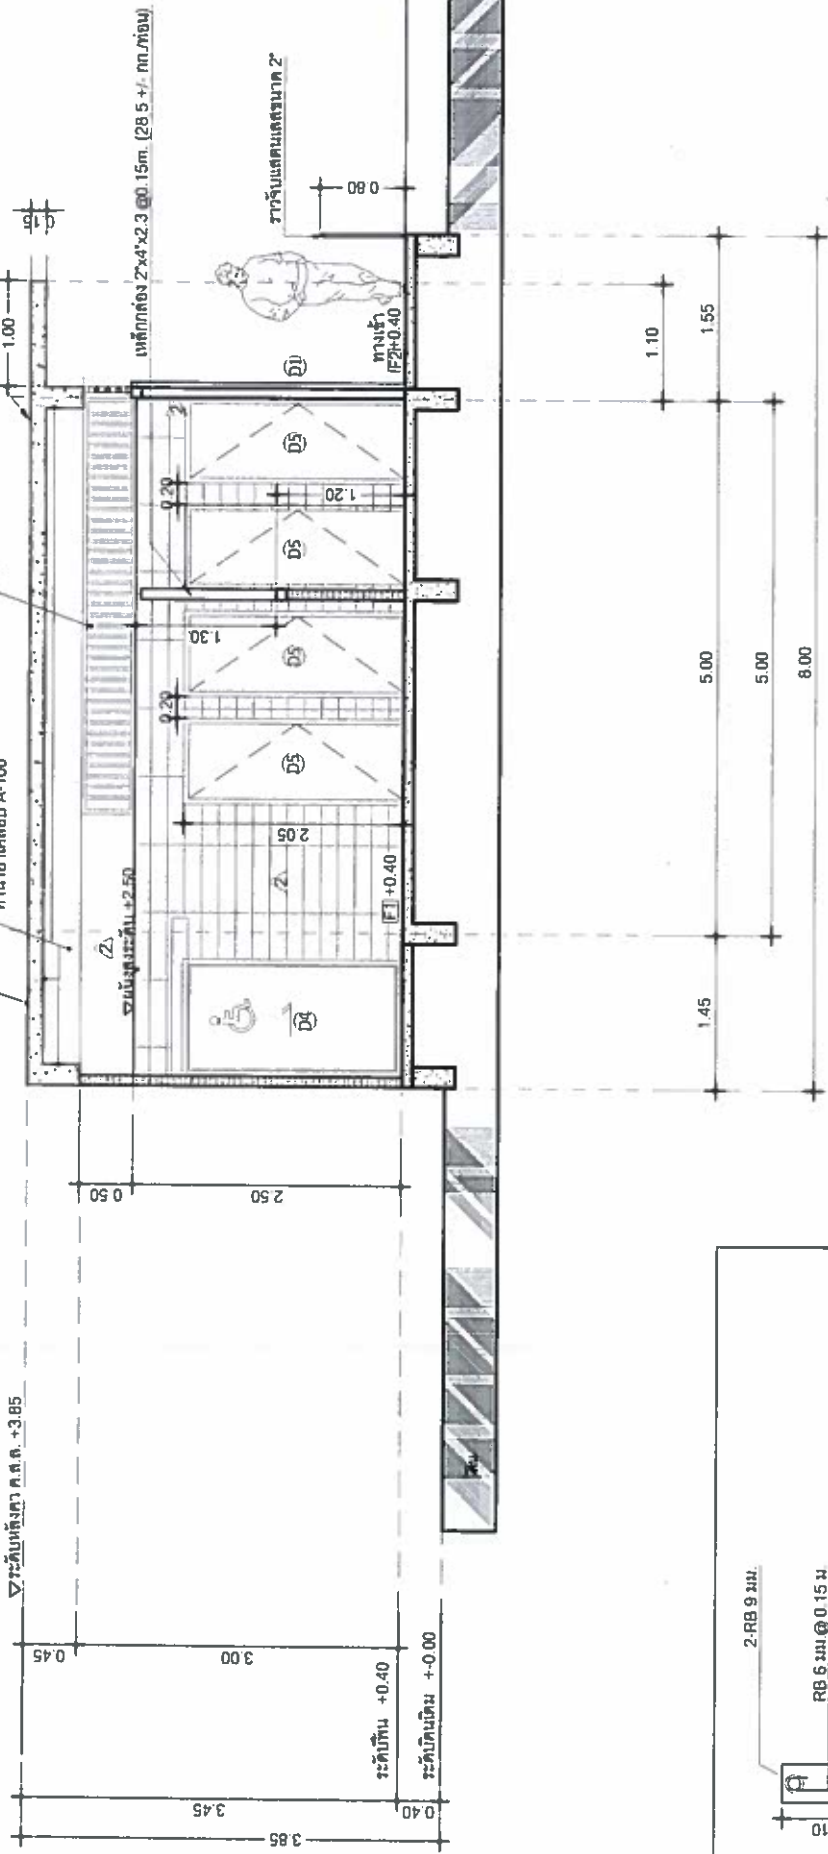 ▽ระดับหลังคา ค.ส.ล. +3.85
0.45
3.00
3.45
0.40
3.85
ระดับพื้น +0.40
ระดับดินเดิม +-0.00
0.50
2.50
▽ผนังสูงระดับ +2.50
2
2
D4
F1 +0.40
2.05
D5
D5
D5
D5
0.20
0.20
1.30
1.20
2
D1
ทางเข้า
F2 +0.40
1.00
0.15
เหล็กกล่อง 2"x4"x2.3 @0.15m. (28.5 +/- กก./ท่อน)
ราวจับแสตนเลสขนาด 2"
0.80
1.10
1.45
5.00
1.55
5.00
8.00
2-RB 9 มม.
RB 6 มม.@ 0.15 ม